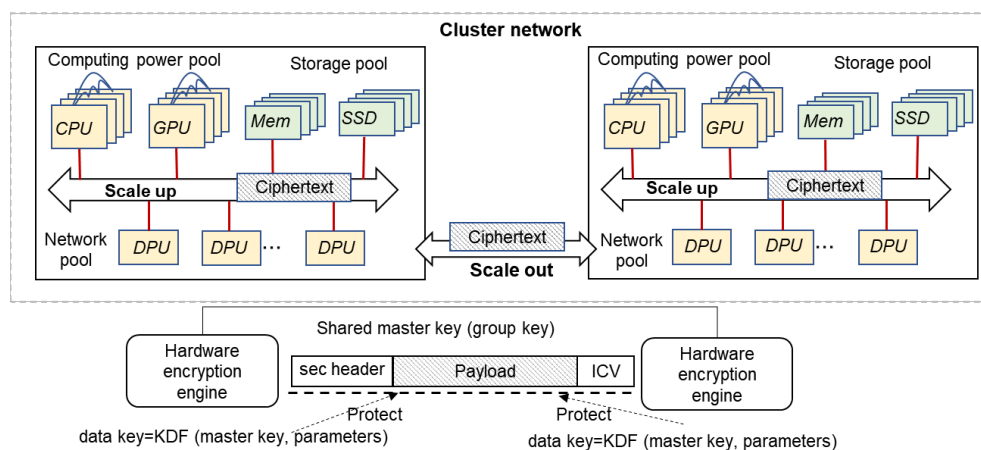 Cluster network
Computing power pool
Storage pool
CPU
GPU
Mem
SSD
Scale up
Ciphertext
Network
pool
DPU
DPU
...
DPU
Ciphertext
Scale out
Computing power pool
Storage pool
CPU
GPU
Mem
SSD
Scale up
Ciphertext
Network
pool
DPU
DPU
...
DPU
Shared master key (group key)
Hardware
encryption
engine
sec header
Payload
ICV
Hardware
encryption
engine
Protect
Protect
data key=KDF (master key, parameters)
data key=KDF (master key, parameters)